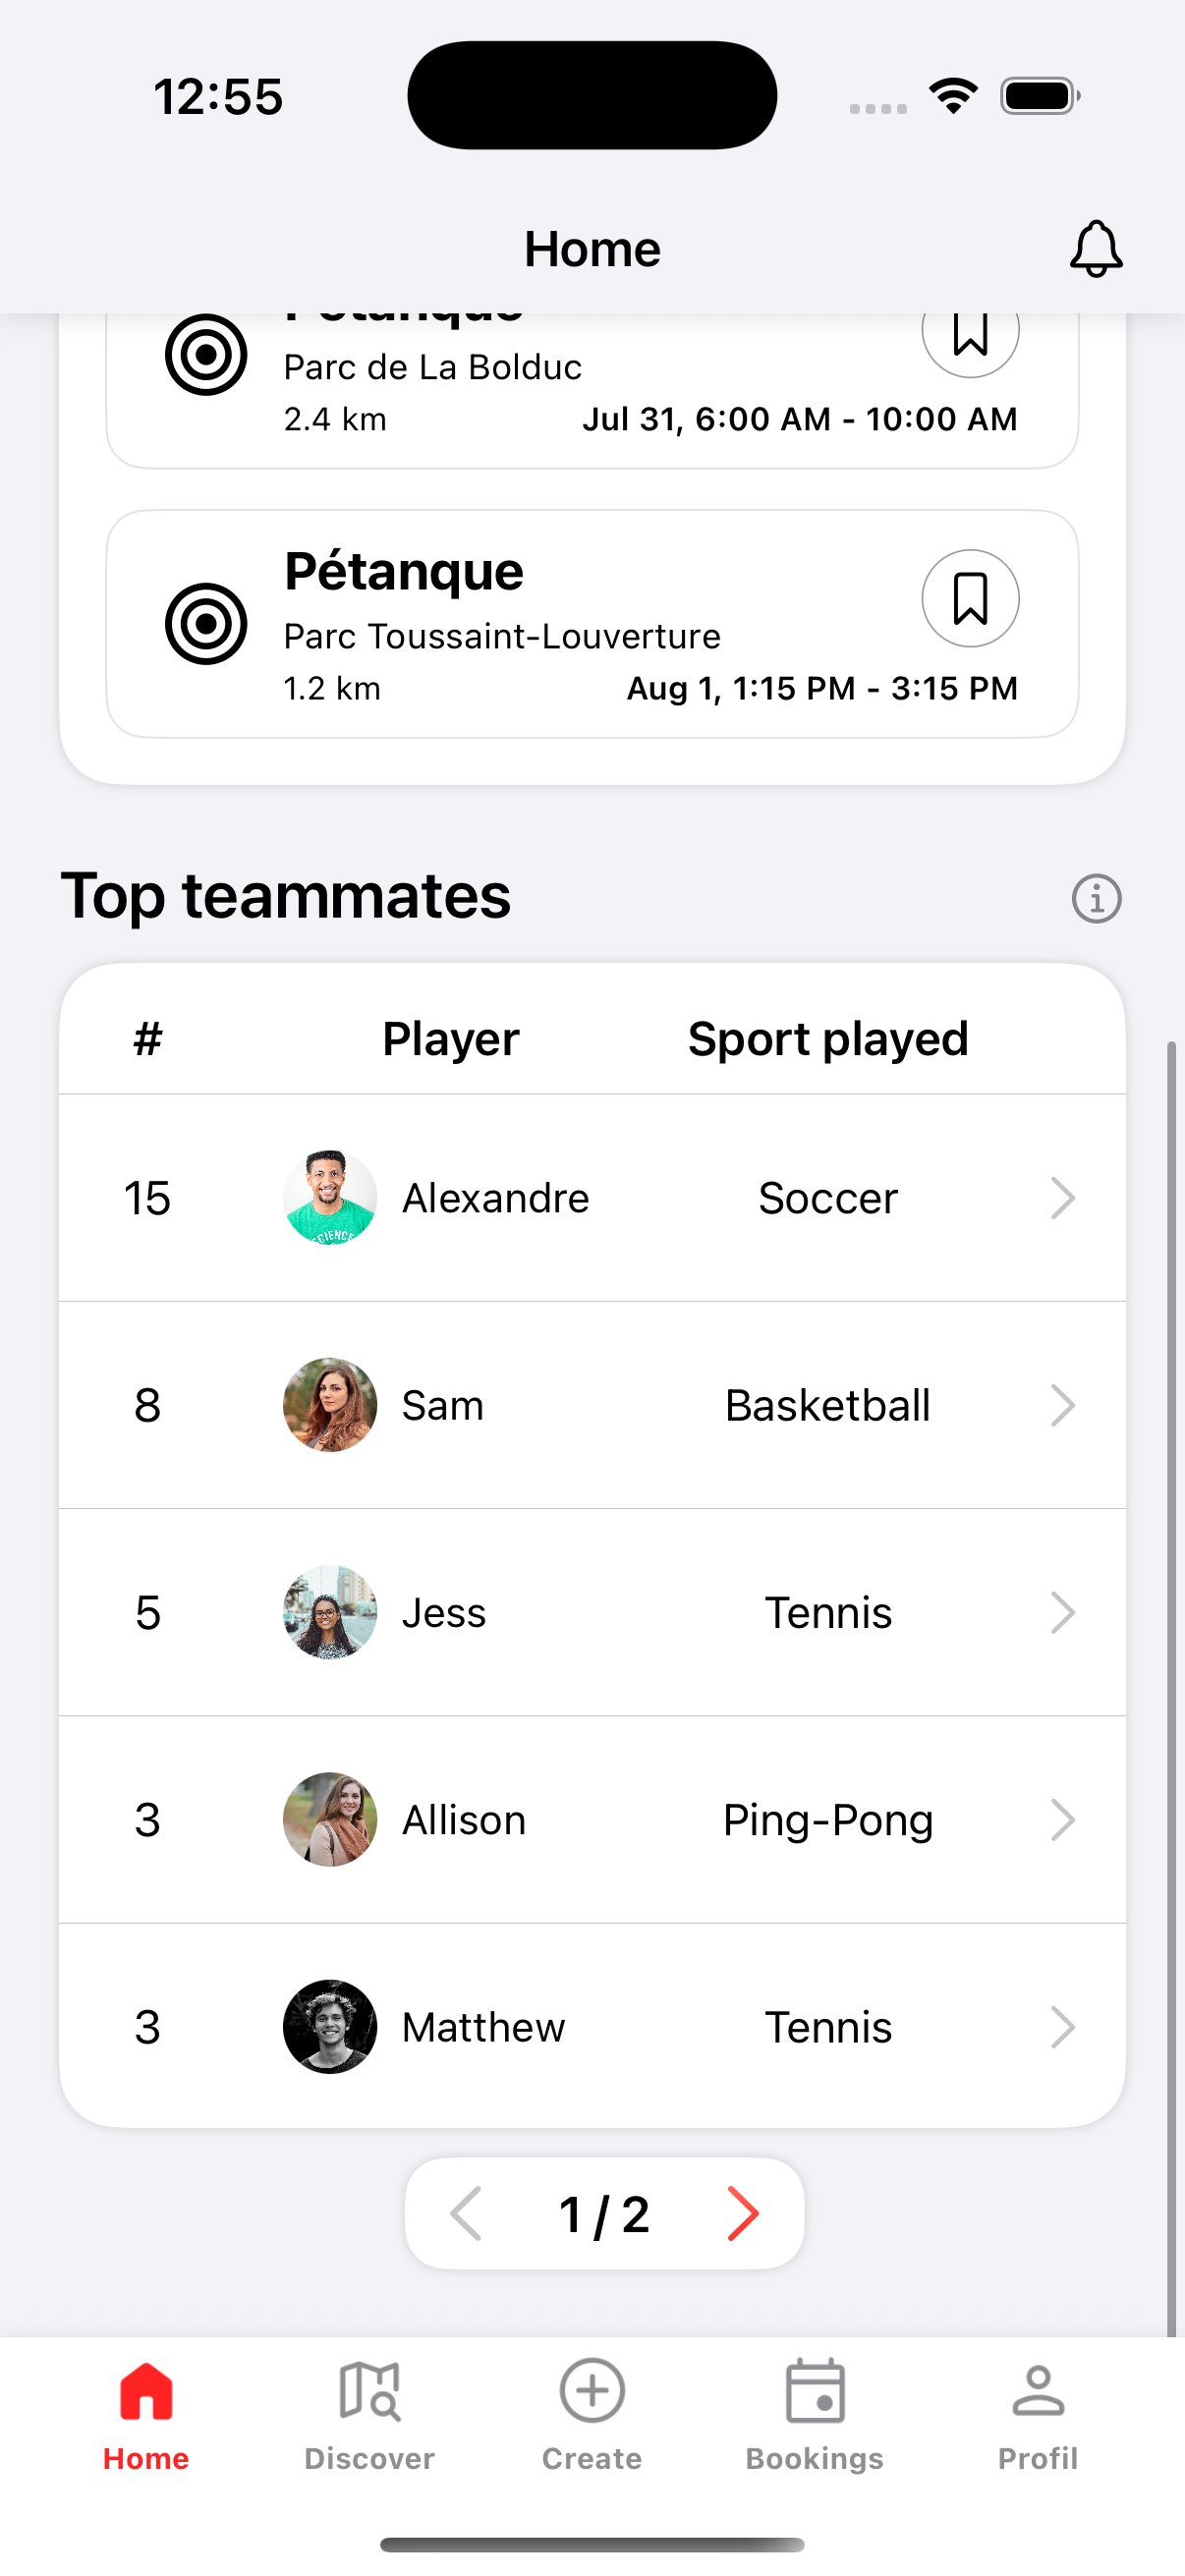 12:55
Home
Pétanque
Parc de La Bolduc
2.4 km Jul 31, 6:00 AM - 10:00 AM
Pétanque
Parc Toussaint-Louverture
1.2 km Aug 1, 1:15 PM - 3:15 PM
Top teammates
# Player Sport played
15 Alexandre Soccer
8 Sam Basketball
5 Jess Tennis
3 Allison Ping-Pong
3 Matthew Tennis
1 / 2
Home Discover Create Bookings Profil